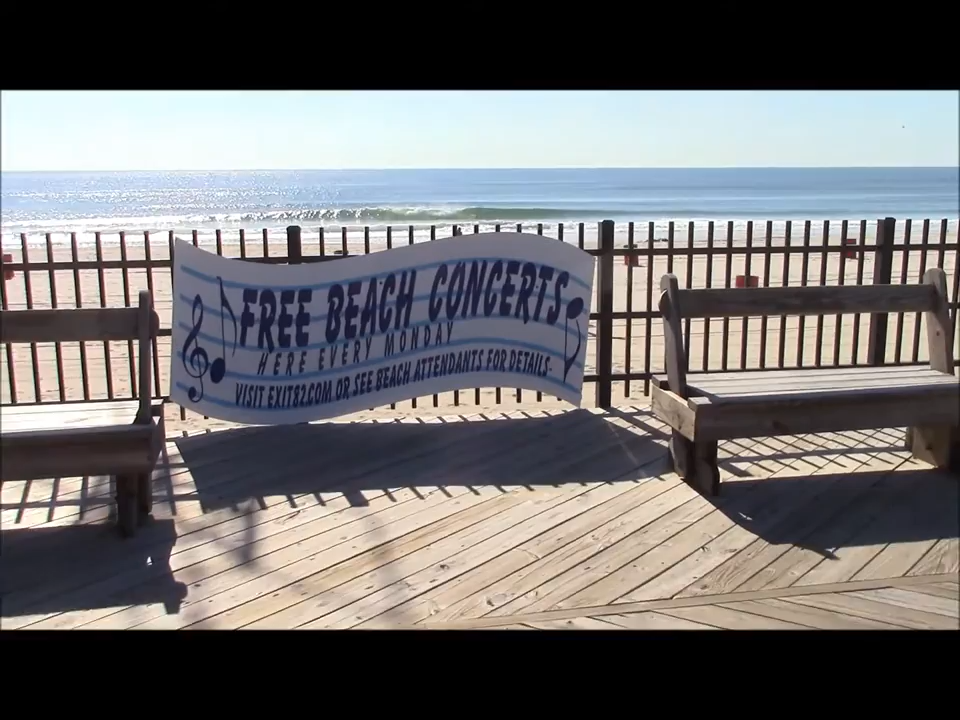 FREE BEACH CONCERTS
HERE EVERY MONDAY
VISIT EXIT82.COM OR SEE BEACH ATTENDANTS FOR DETAILS-